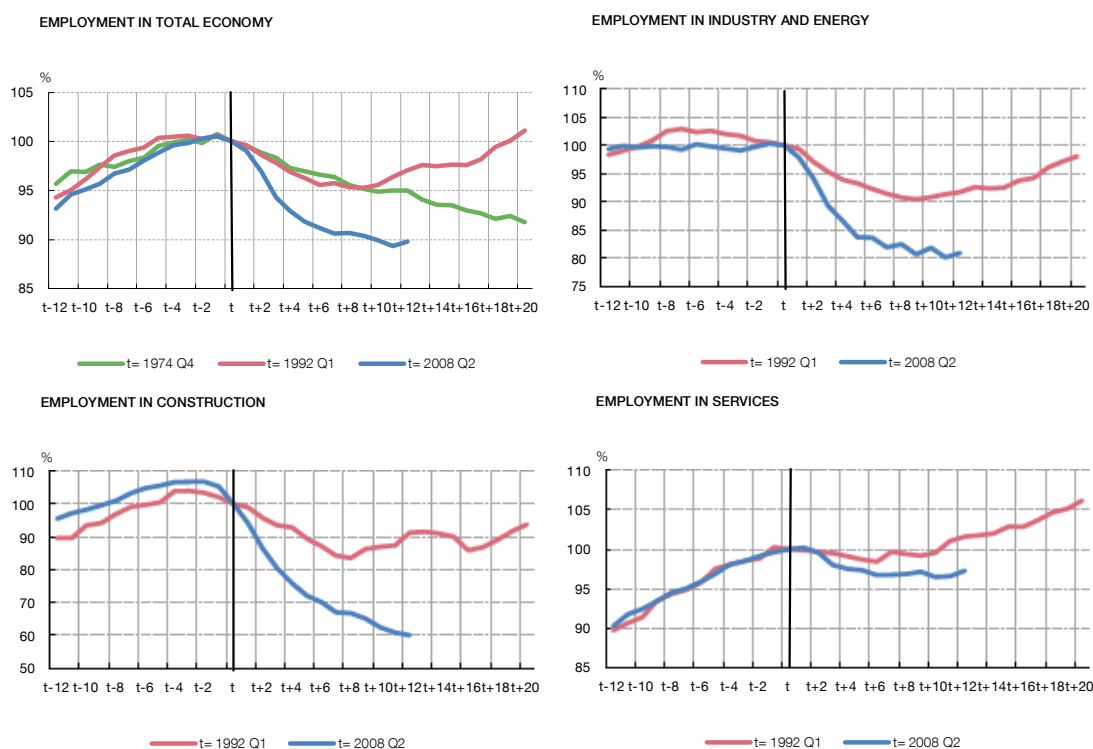 EMPLOYMENT IN TOTAL ECONOMY
%
105
100
95
90
85
t-12 t-10 t-8 t-6 t-4 t-2 t t+2 t+4 t+6 t+8 t+10 t+12 t+14 t+16 t+18 t+20
t= 1974 Q4 t= 1992 Q1 t= 2008 Q2
EMPLOYMENT IN INDUSTRY AND ENERGY
%
110
105
100
95
90
85
80
75
t-12 t-10 t-8 t-6 t-4 t-2 t t+2 t+4 t+6 t+8 t+10 t+12 t+14 t+16 t+18 t+20
t= 1992 Q1 t= 2008 Q2
EMPLOYMENT IN CONSTRUCTION
%
110
100
90
80
70
60
50
t-12 t-10 t-8 t-6 t-4 t-2 t t+2 t+4 t+6 t+8 t+10 t+12 t+14 t+16 t+18 t+20
t= 1992 Q1 t= 2008 Q2
EMPLOYMENT IN SERVICES
%
110
105
100
95
90
85
t-12 t-10 t-8 t-6 t-4 t-2 t t+2 t+4 t+6 t+8 t+10 t+12 t+14 t+16 t+18 t+20
t= 1992 Q1 t= 2008 Q2